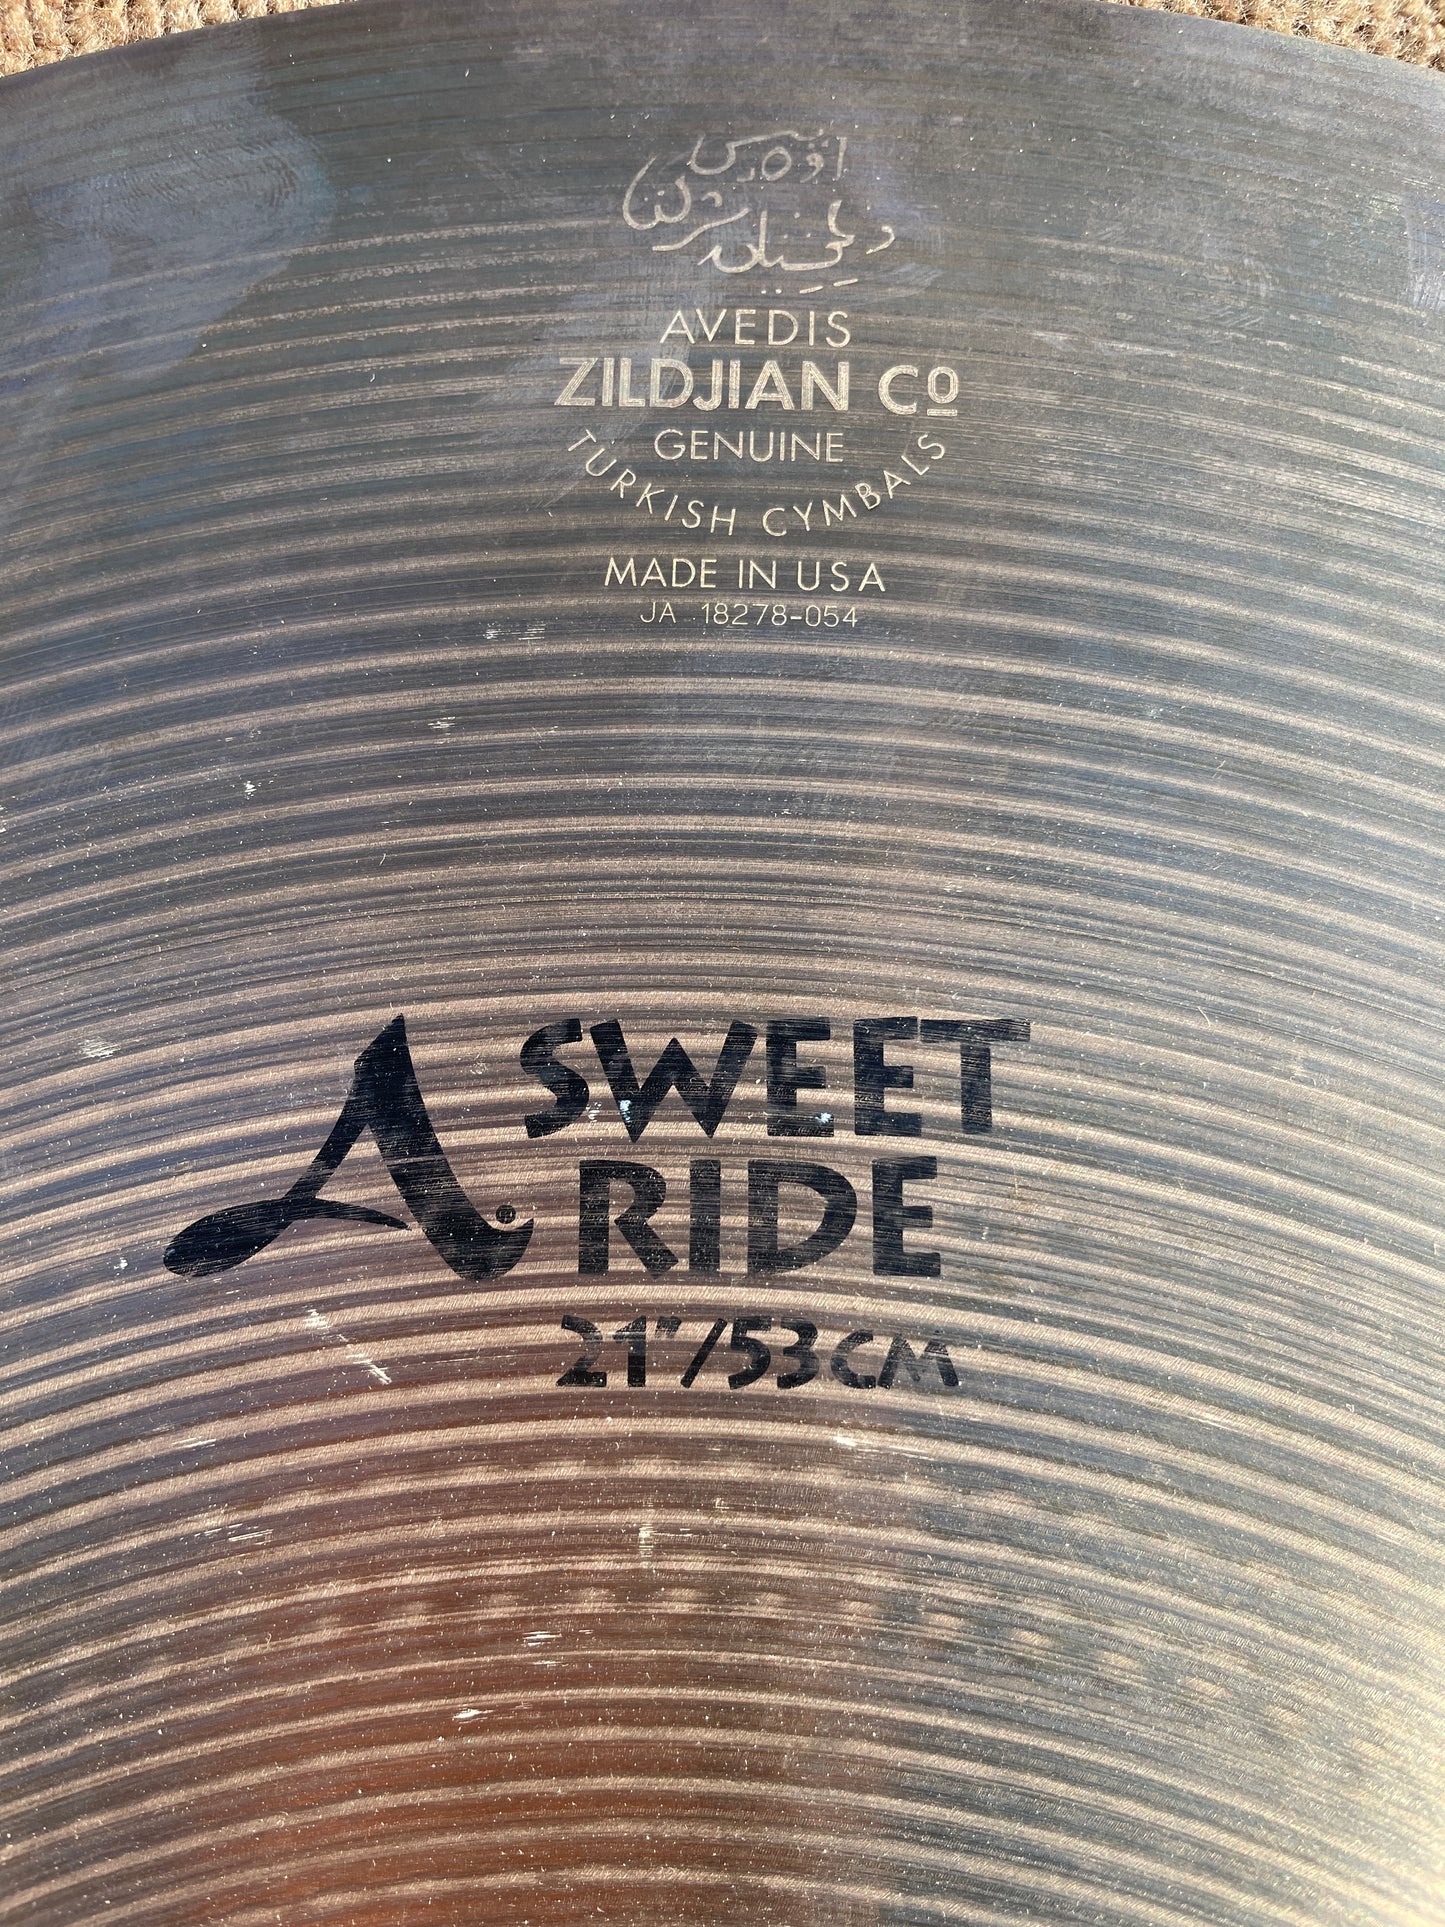 AVEDIS
ZILDJIAN Cº
GENUINE
TURKISH CYMBALS
MADE IN USA
JA 18278-054
A.
SWEET
RIDE
21"/53CM